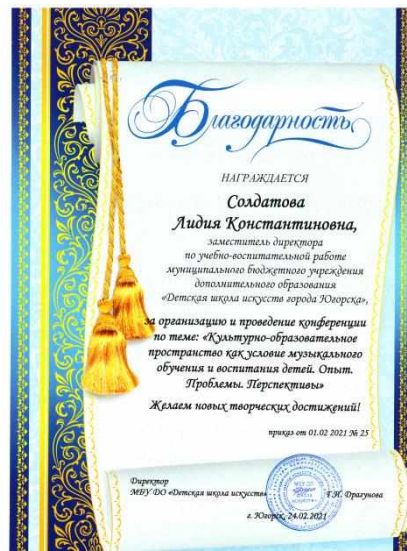 Благодарность
НАГРАЖДАЕТСЯ
Солдатова
Лидия Константиновна,
заместитель директора
по учебно-воспитательной работе
муниципального бюджетного учреждения
дополнительного образования
«Детская школа искусств города Югорска»,
за организацию и проведение конференции
по теме: «Культурно-образовательное
пространство как условие музыкального
обучения и воспитания детей. Опыт.
Проблемы. Перспективы»
Желаем новых творческих достижений!
приказ от 01.02 2021 № 25
Директор
МБУ ДО «Детская школа искусств» Г.И. Драгунова
г. Югорск, 24.02.2021